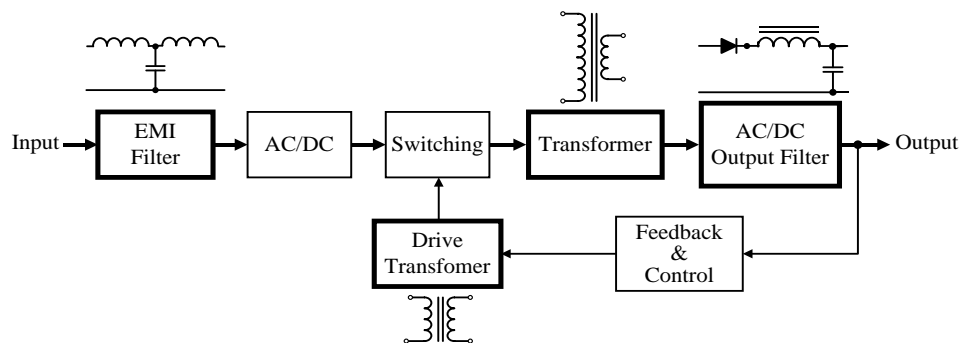 Input
EMI
Filter
AC/DC
Switching
Transformer
AC/DC
Output Filter
Output
Drive
Transfomer
Feedback
&
Control